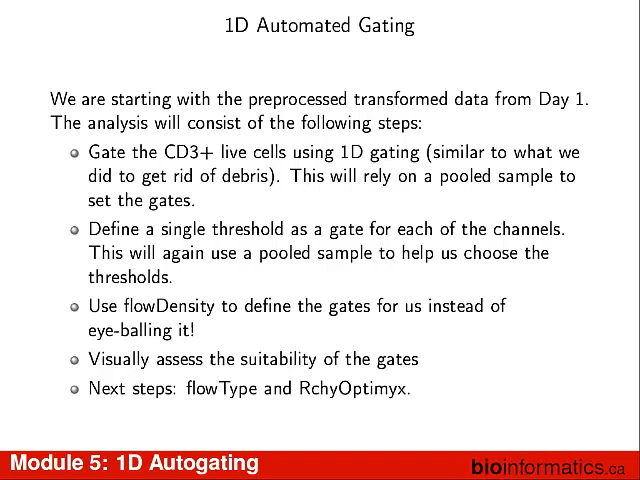 1D Automated Gating
We are starting with the preprocessed transformed data from Day 1.
The analysis will consist of the following steps:
Gate the CD3+ live cells using 1D gating (similar to what we
did to get rid of debris). This will rely on a pooled sample to
set the gates.
Define a single threshold as a gate for each of the channels.
This will again use a pooled sample to help us choose the
thresholds.
Use flowDensity to define the gates for us instead of
eye-balling it!
Visually assess the suitability of the gates
Next steps: flowType and RchyOptimyx.
Module 5: 1D Autogating
bioinformatics.ca